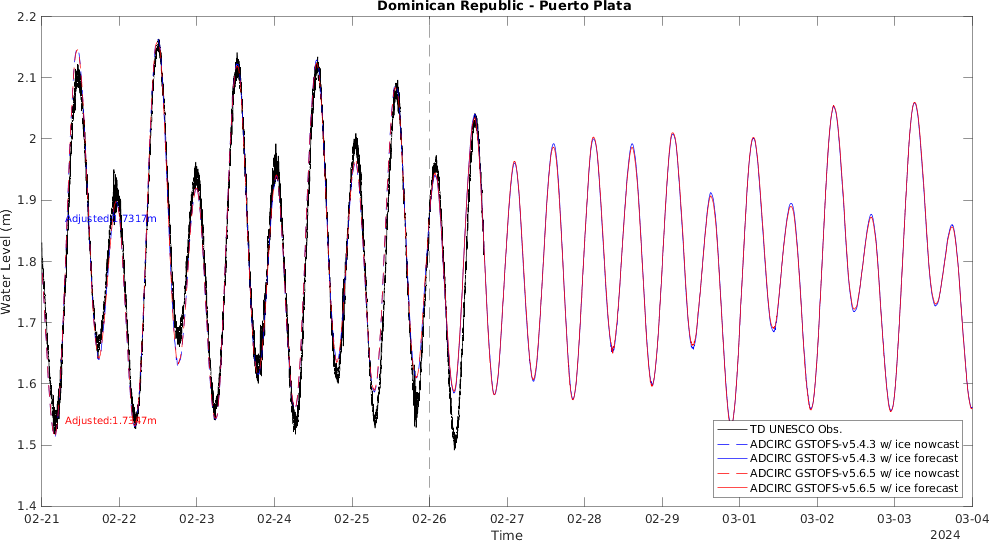 Dominican Republic - Puerto Plata
2.2
2.1
2
1.9
1.8
1.7
1.6
1.5
1.4
Water Level (m)
Adjusted:1.7317m
Adjusted:1.7347m
TD UNESCO Obs.
ADCIRC GSTOFS-v5.4.3 w/ ice nowcast
ADCIRC GSTOFS-v5.4.3 w/ ice forecast
ADCIRC GSTOFS-v5.6.5 w/ ice nowcast
ADCIRC GSTOFS-v5.6.5 w/ ice forecast
02-21 02-22 02-23 02-24 02-25 02-26 02-27 02-28 02-29 03-01 03-02 03-03 03-04
Time
2024